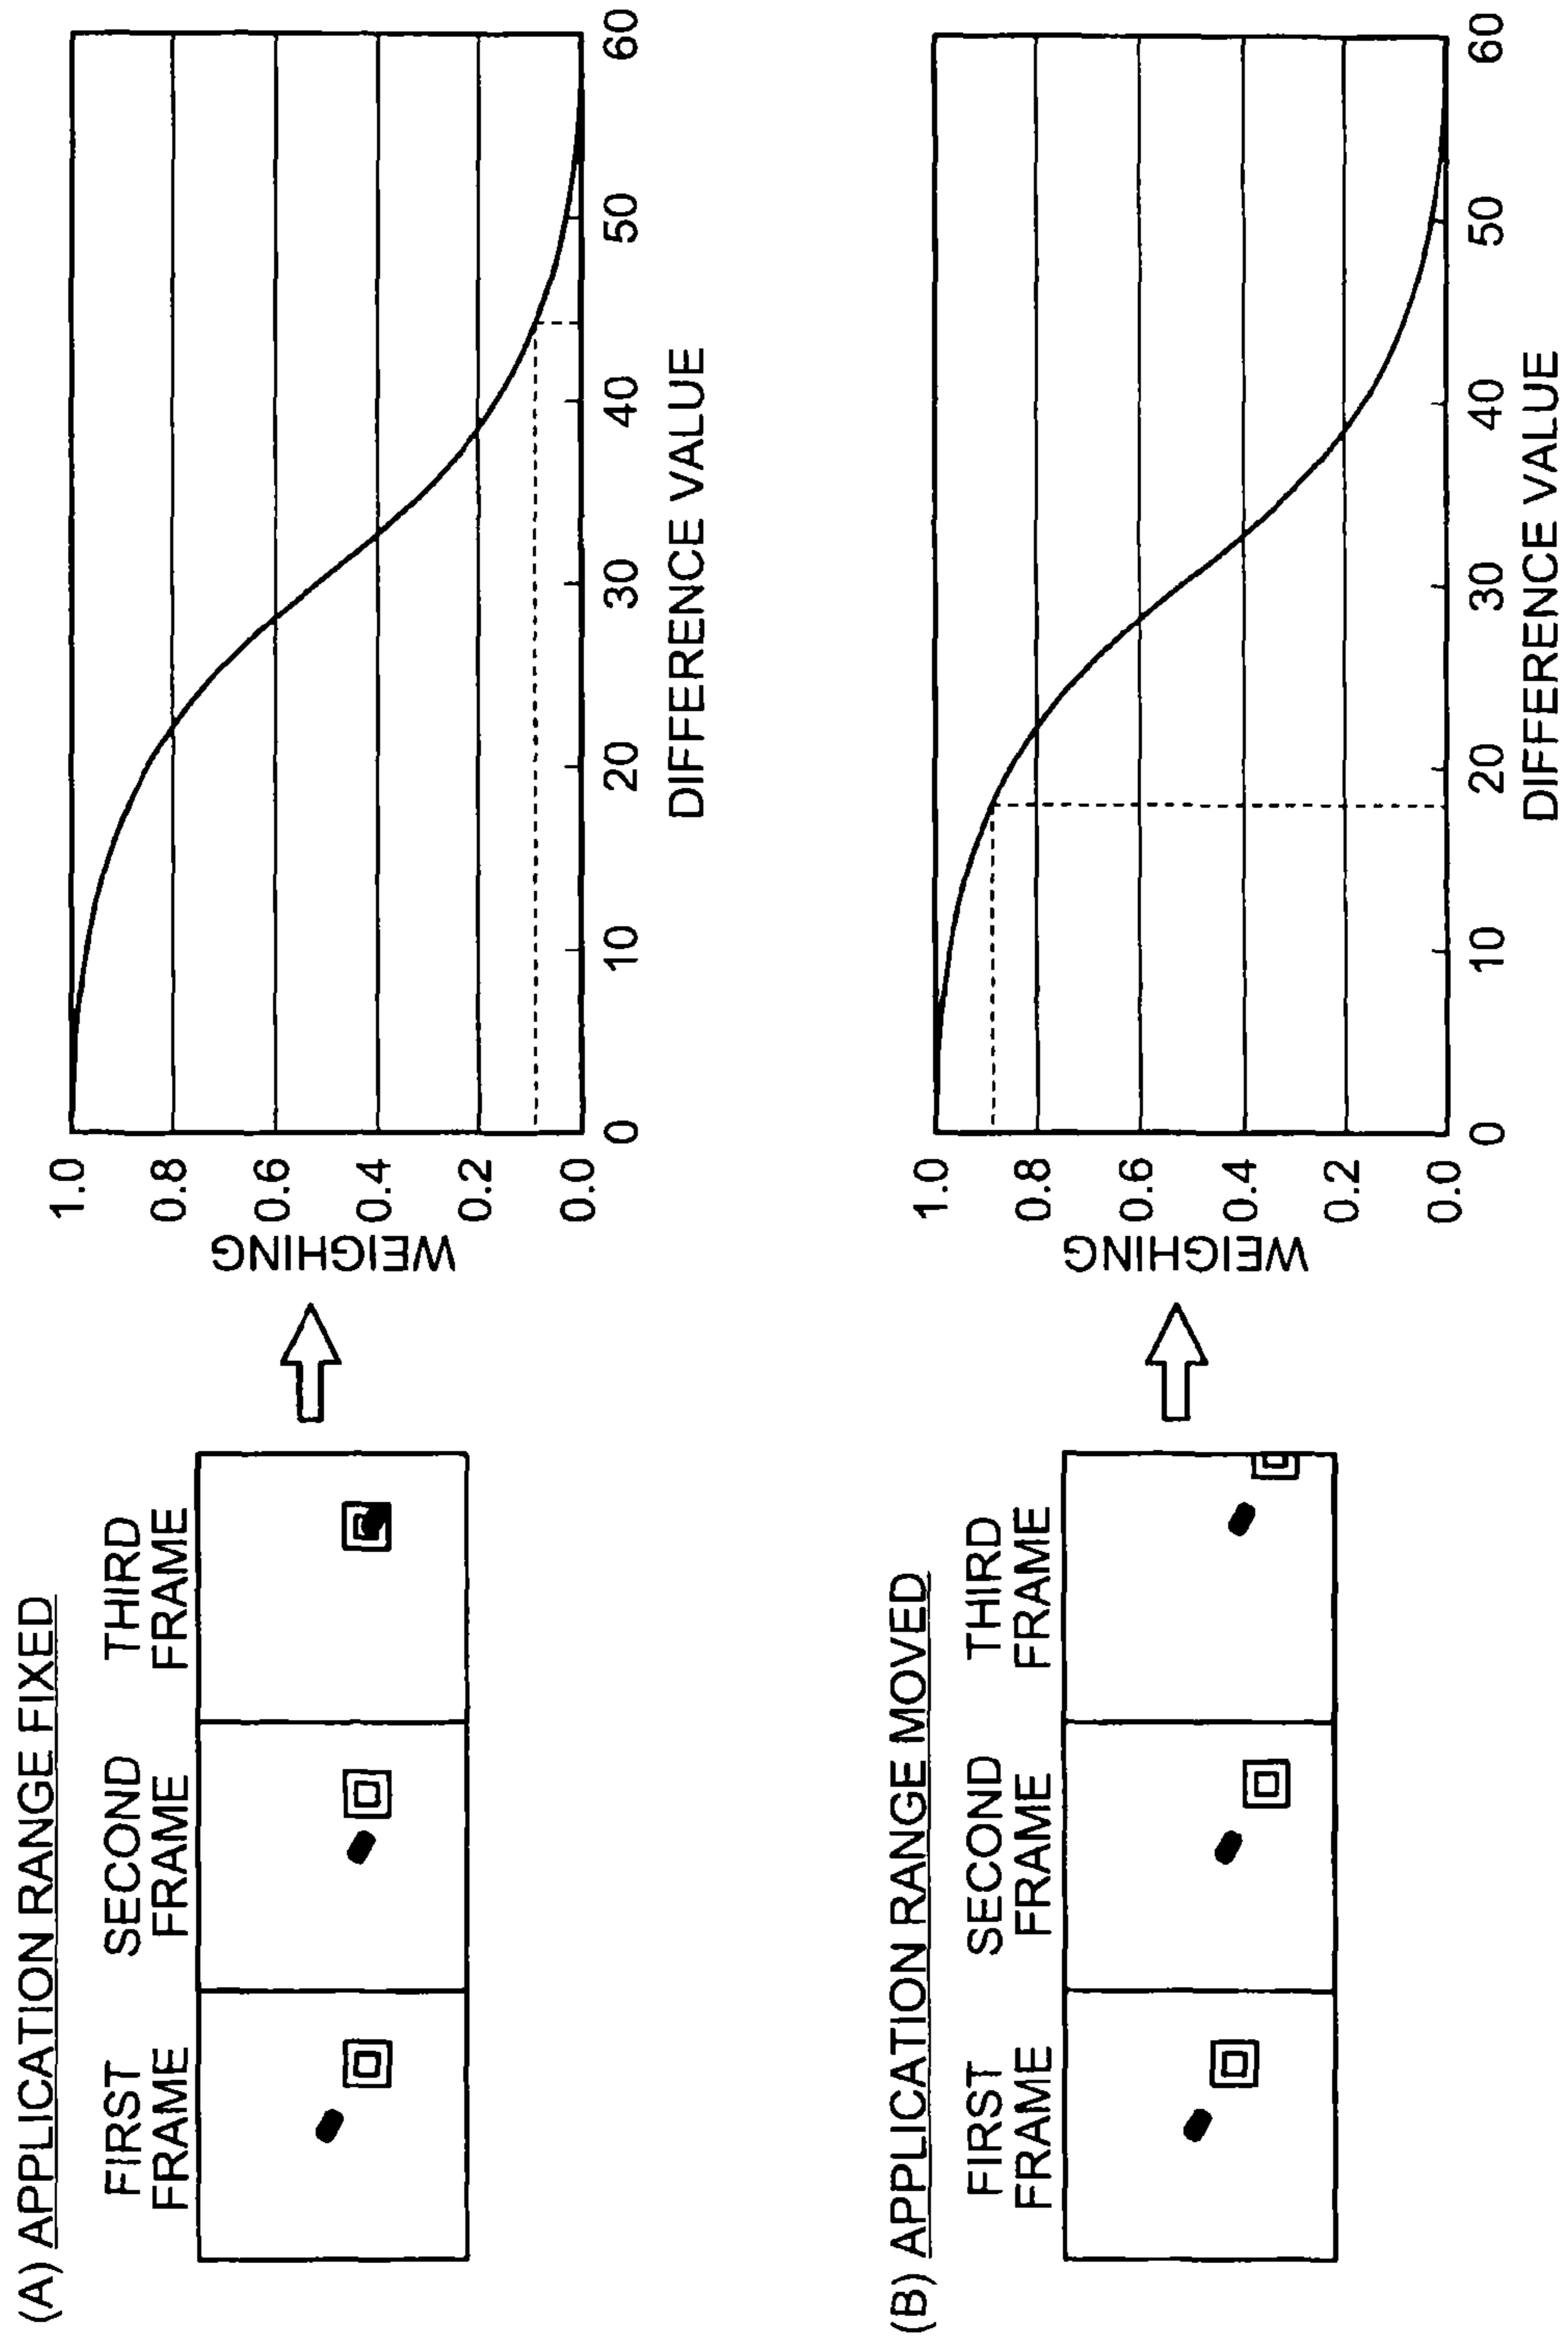 (A) APPLICATION RANGE FIXED
FIRST
FRAME
SECOND
FRAME
THIRD
FRAME
WEIGHING
1.0
0.8
0.6
0.4
0.2
0.0
0 10 20 30 40 50 60
DIFFERENCE VALUE
(B) APPLICATION RANGE MOVED
FIRST
FRAME
SECOND
FRAME
THIRD
FRAME
WEIGHING
1.0
0.8
0.6
0.4
0.2
0.0
0 10 20 30 40 50 60
DIFFERENCE VALUE